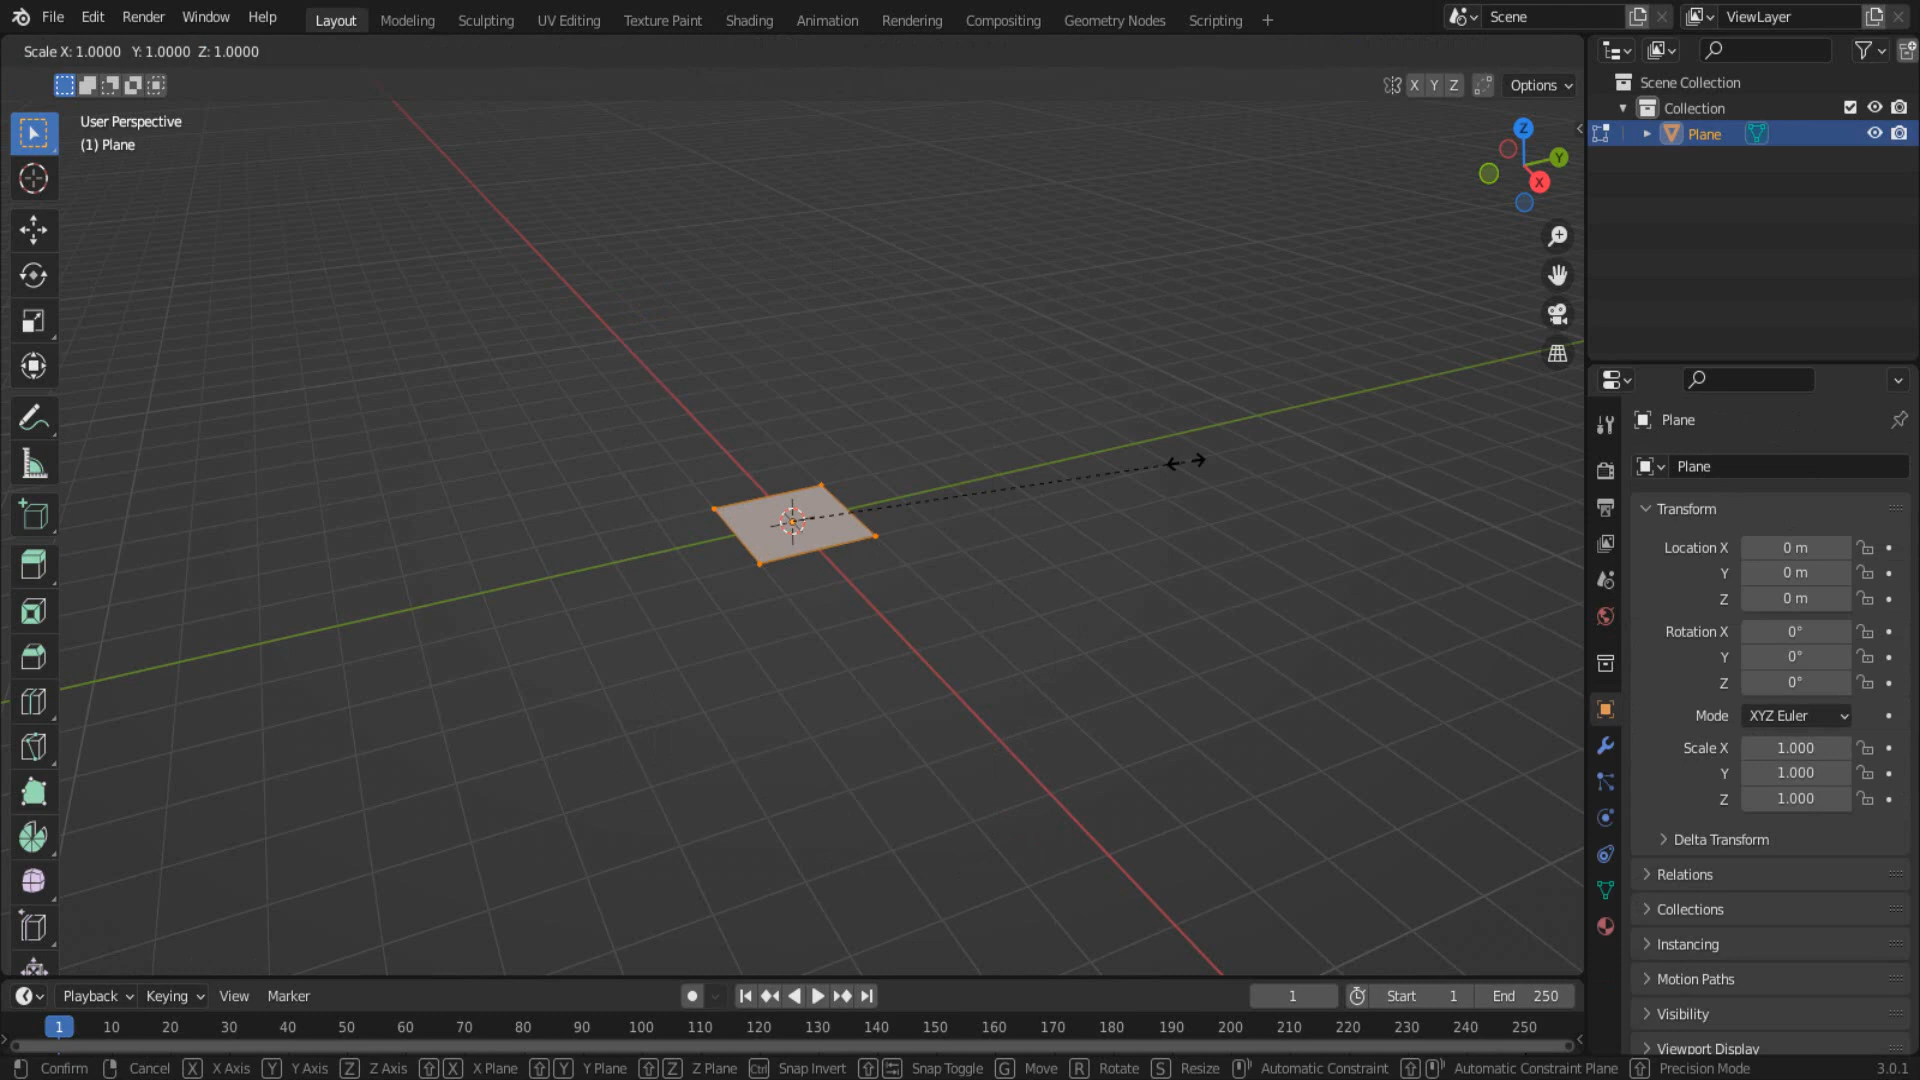 File Edit Render Window Help
Layout Modeling Sculpting UV Editing Texture Paint Shading Animation Rendering Compositing Geometry Nodes Scripting +
Scene
ViewLayer
Scale X: 1.0000 Y: 1.0000 Z: 1.0000
X Y Z Options
User Perspective
(1) Plane
Z
Y
X
Scene Collection
Collection
Plane
Plane
Plane
Transform
Location X 0 m
Y 0 m
Z 0 m
Rotation X 0°
Y 0°
Z 0°
Mode XYZ Euler
Scale X 1.000
Y 1.000
Z 1.000
Delta Transform
Relations
Collections
Instancing
Motion Paths
Visibility
Viewport Display
Playback Keying View Marker
1 Start 1 End 250
1 10 20 30 40 50 60 70 80 90 100 110 120 130 140 150 160 170 180 190 200 210 220 230 240 250
Confirm Cancel X X Axis Y Y Axis Z Z Axis X X Plane Y Y Plane Z Z Plane Ctrl Snap Invert Snap Toggle G Move R Rotate S Resize Automatic Constraint Automatic Constraint Plane Precision Mode 3.0.1